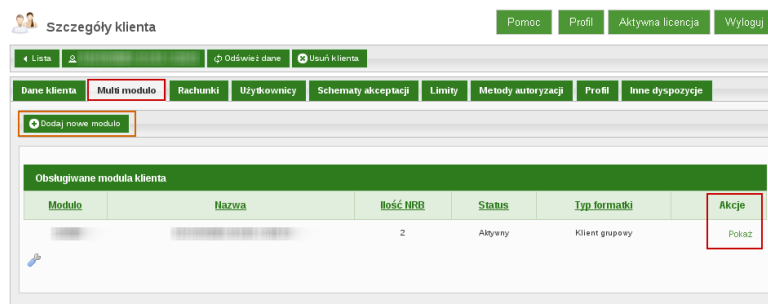 Szczegóły klienta
Pomoc Profil Aktywna licencja Wyloguj
Lista Odśwież dane Usuń klienta
Dane klienta Multi modulo Rachunki Użytkownicy Schematy akceptacji Limity Metody autoryzacji Profil Inne dyspozycje
Dodaj nowe modulo
Obsługiwane modula klienta
Modulo Nazwa Ilość NRB Status Typ formatki Akcje
2 Aktywny Klient grupowy Pokaż